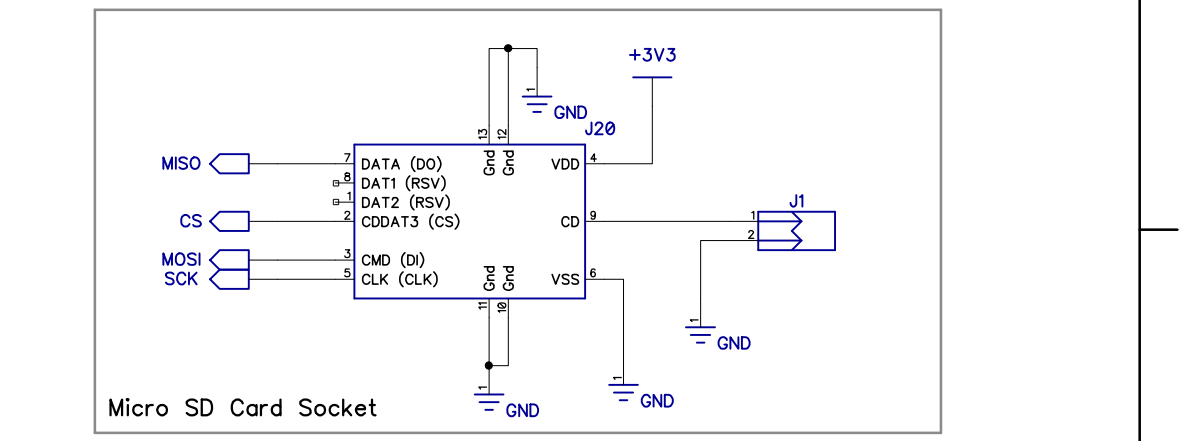 +3V3
1
GND
J20
13
12
MISO
7
DATA (DO)
Gnd
Gnd
VDD
4
8
DAT1 (RSV)
1
DAT2 (RSV)
J1
CS
2
CDDAT3 (CS)
CD
9
1
2
MOSI
3
CMD (DI)
SCK
5
CLK (CLK)
Gnd
Gnd
VSS
6
11
10
1
GND
1
GND
1
GND
Micro SD Card Socket